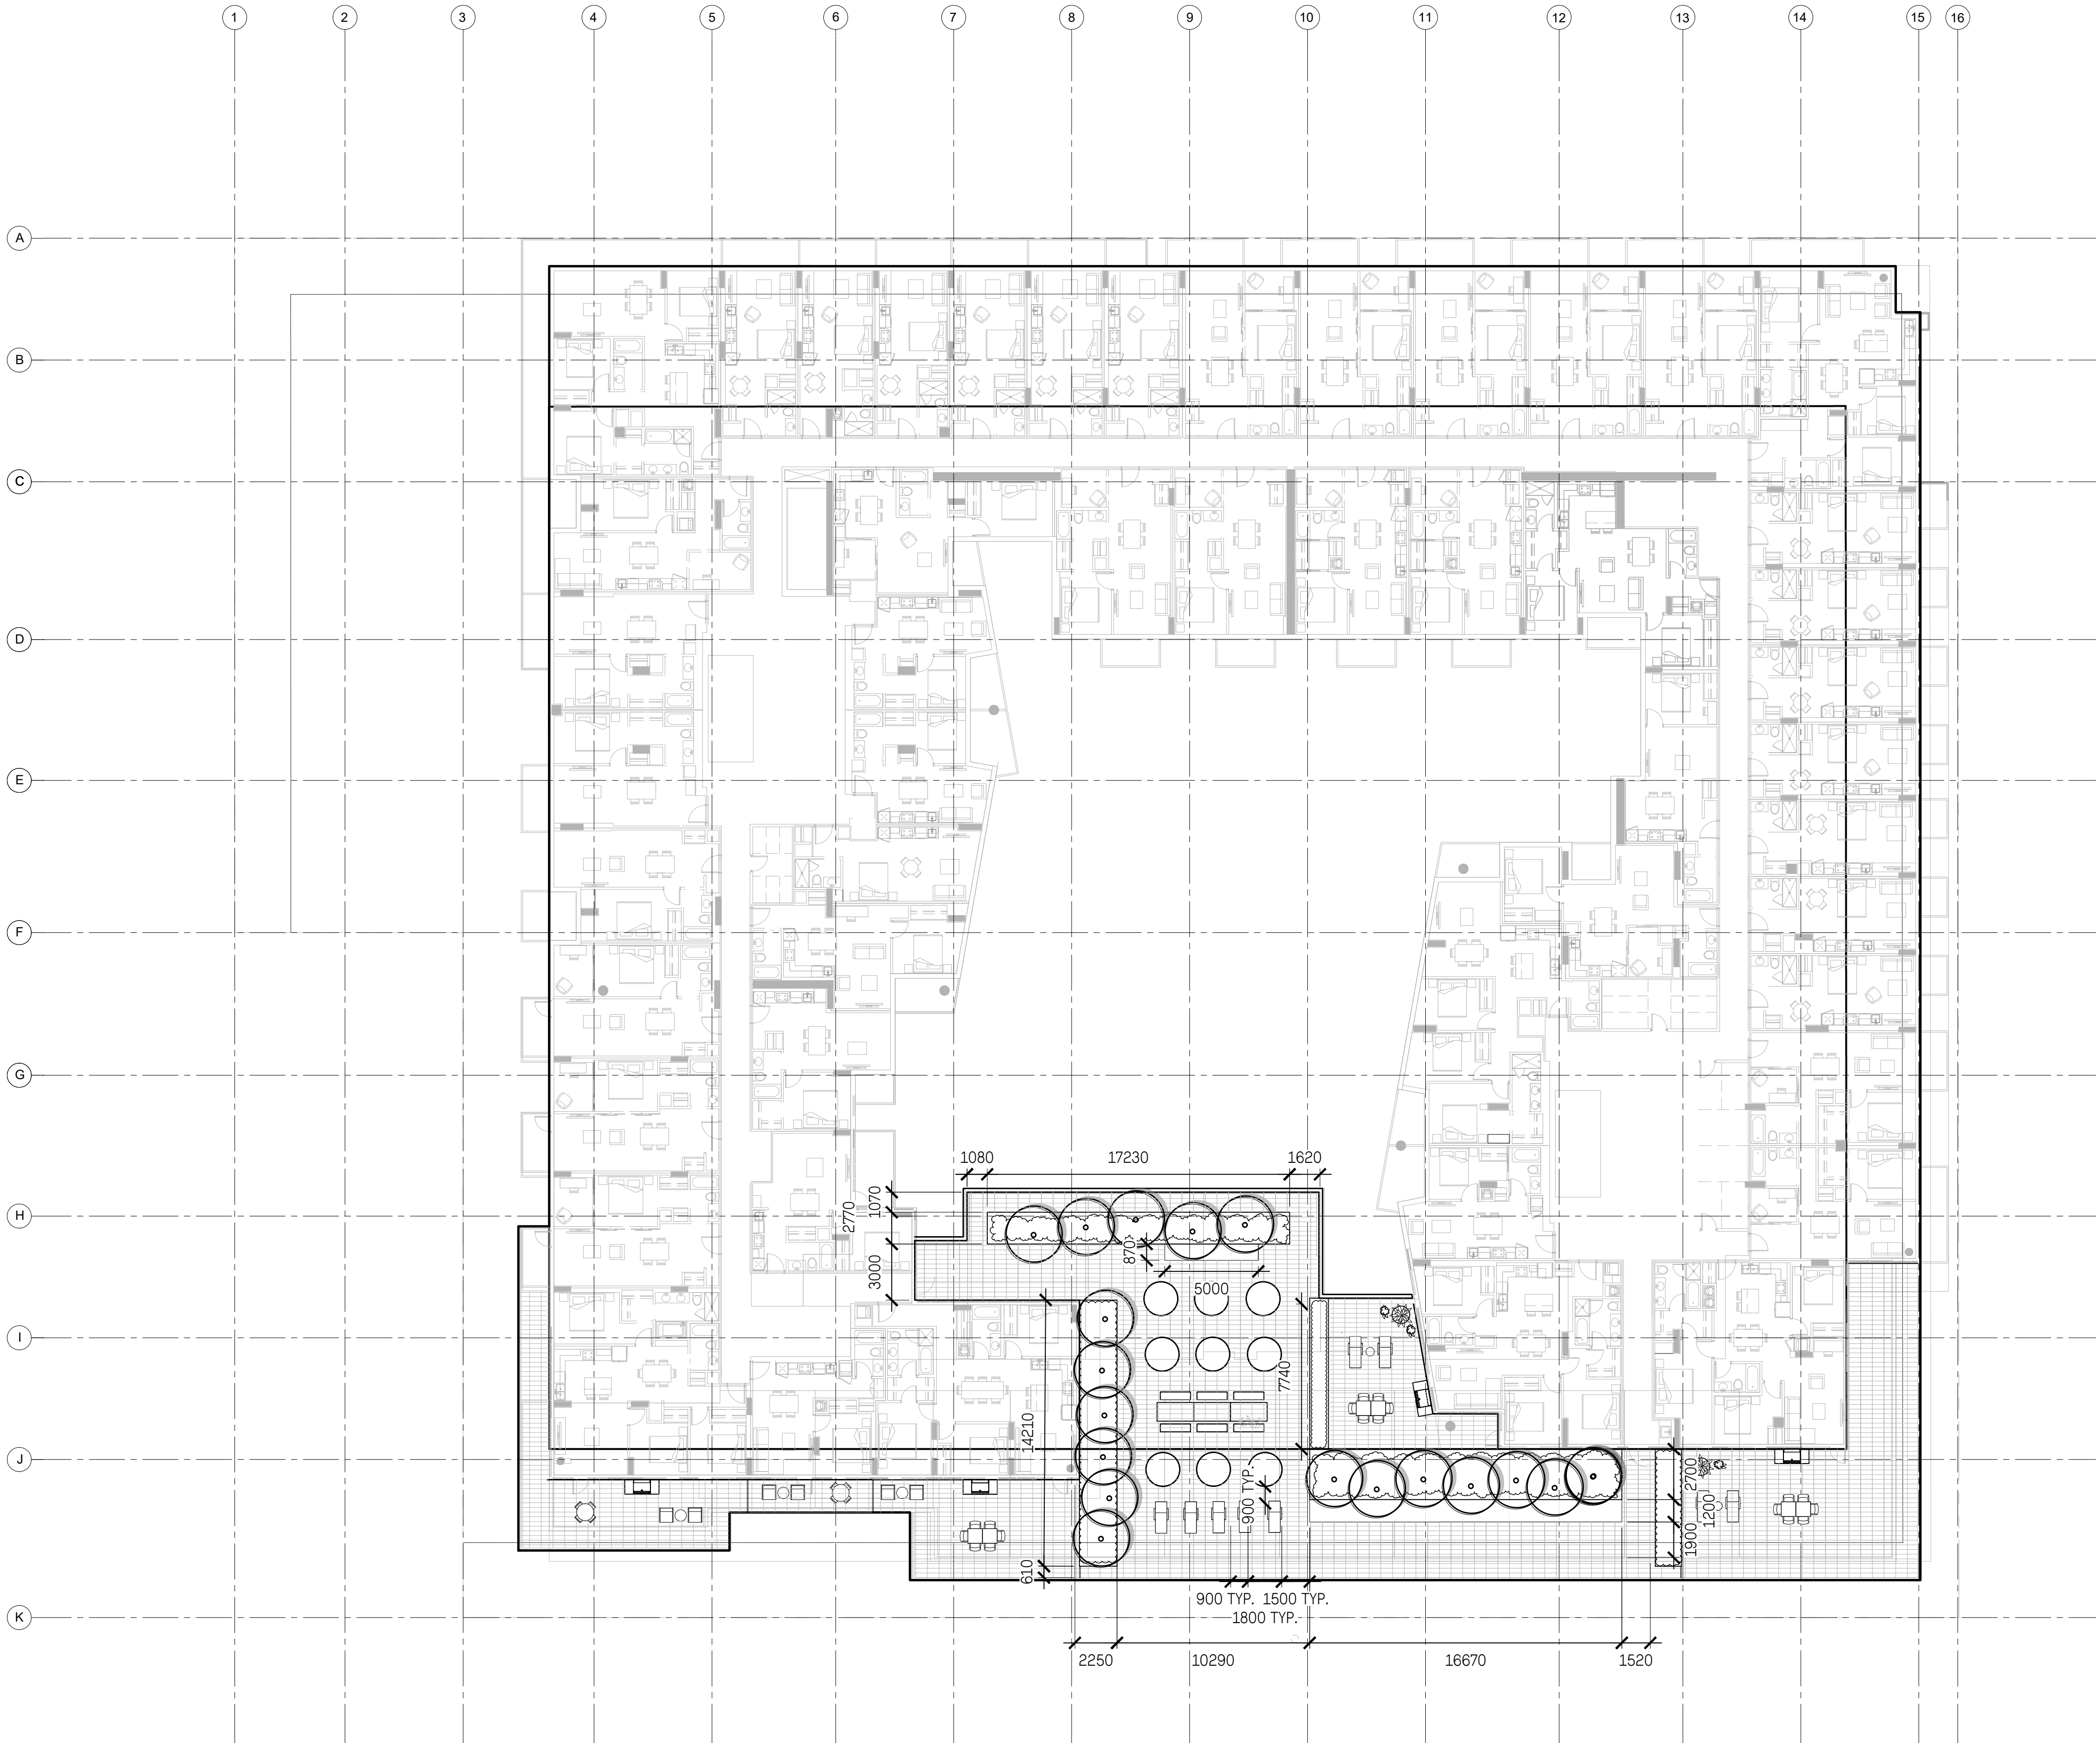 1 2 3 4 5 6 7 8 9 10 11 12 13 14 15 16
A
B
C
D
E
F
G
1080 17230 1620
1070
2770
H
870
3000
5000
I
7740
14210
J
2700
900 TYP.
1200
1900
610
900 TYP. 1500 TYP.
1800 TYP.
K
2250 10290 16670 1520